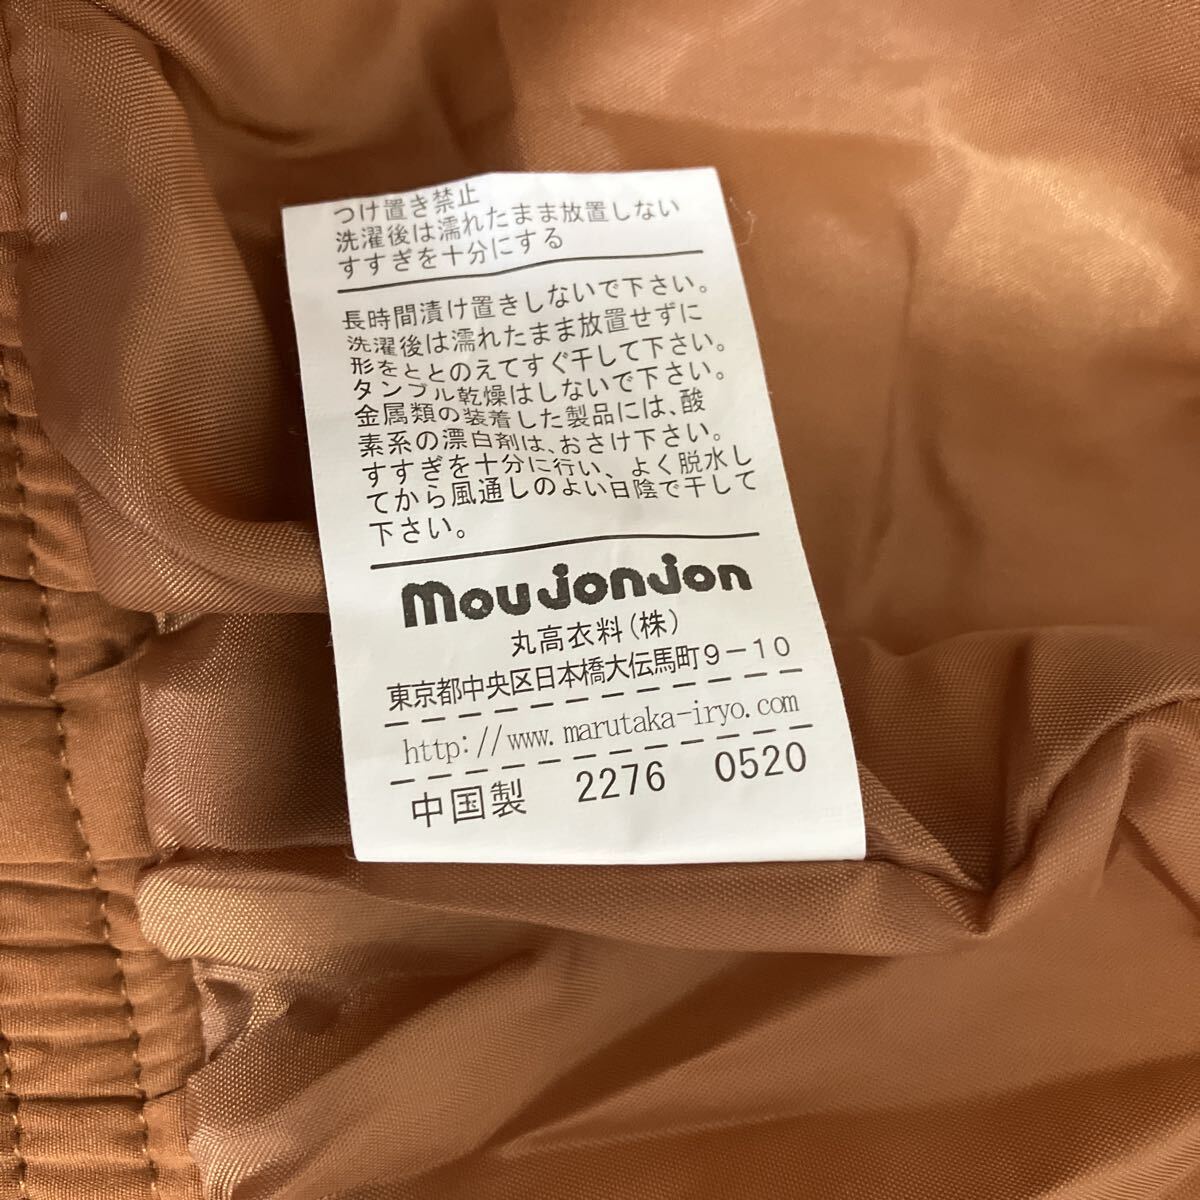 つけ置き禁止
洗濯後は濡れたまま放置しない
すすぎを十分にする
長時間漬け置きしないで下さい。
洗濯後は濡れたまま放置せずに
形をととのえてすぐ干して下さい。
タンブル乾燥はしないで下さい。
金属類の装着した製品には、酸
素系の漂白剤は、おさけ下さい。
すすぎを十分に行い、よく脱水し
てから風通しのよい日陰で干して
下さい。
moujonjon
丸高衣料(株)
東京都中央区日本橋大伝馬町9-10
http://www.marutaka-iryo.com
中国製 2276 0520